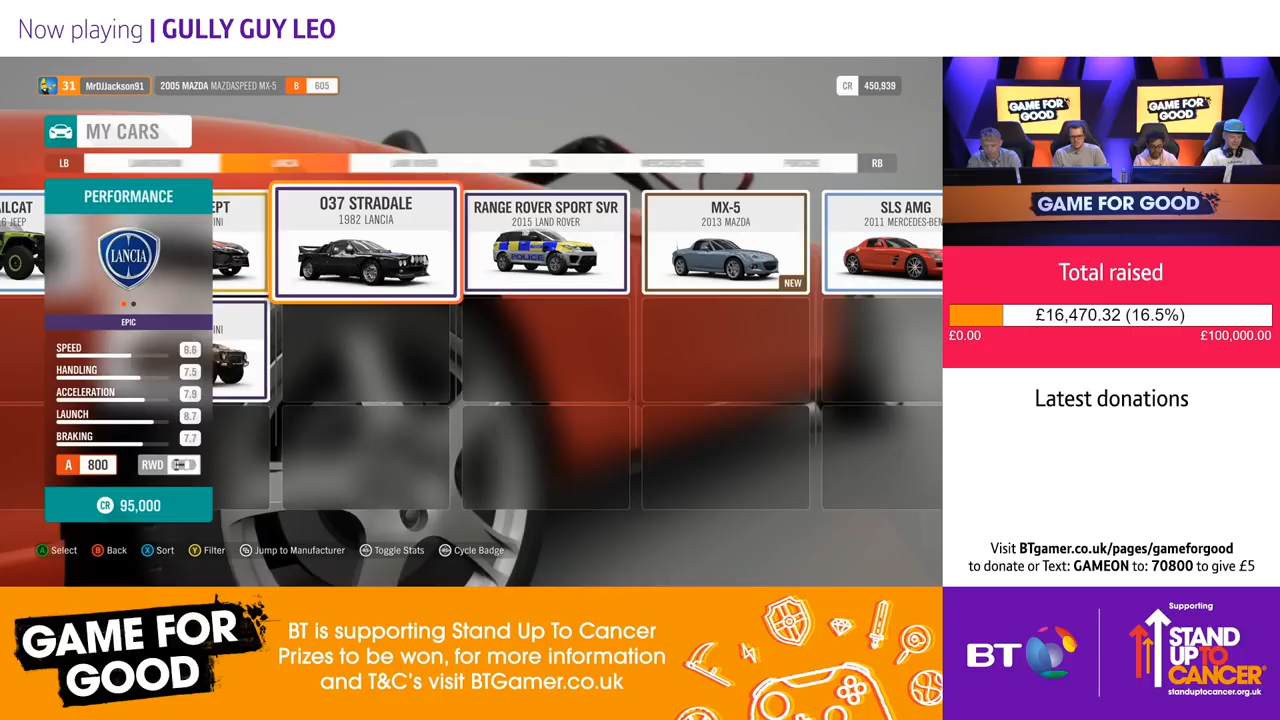 Now playing | GULLY GUY LEO
31 MrDJJackson91 2005 MAZDA MAZDASPEED MX-5 B 605
CR 450,939
MY CARS
LB
RB
PERFORMANCE
LANCIA
EPIC
SPEED 6.6
HANDLING 7.5
ACCELERATION 7.9
LAUNCH 8.7
BRAKING 7.7
A 800 RWD
CR 95,000
037 STRADALE
1982 LANCIA
RANGE ROVER SPORT SVR
2015 LAND ROVER
POLICE
MX-5
2013 MAZDA
NEW
SLS AMG
2011 MERCEDES-BEN
A Select B Back X Sort Y Filter Jump to Manufacturer Toggle Stats Cycle Badge
GAME FOR GOOD
GAME FOR GOOD
GAME FOR GOOD
Total raised
£16,470.32 (16.5%)
£0.00 £100,000.00
Latest donations
Visit BTgamer.co.uk/pages/gameforgood
to donate or Text: GAMEON to: 70800 to give £5
GAME FOR
GOOD
BT is supporting Stand Up To Cancer
Prizes to be won, for more information
and T&C's visit BTGamer.co.uk
BT
Supporting
STAND
UP TO
CANCER
standuptocancer.org.uk